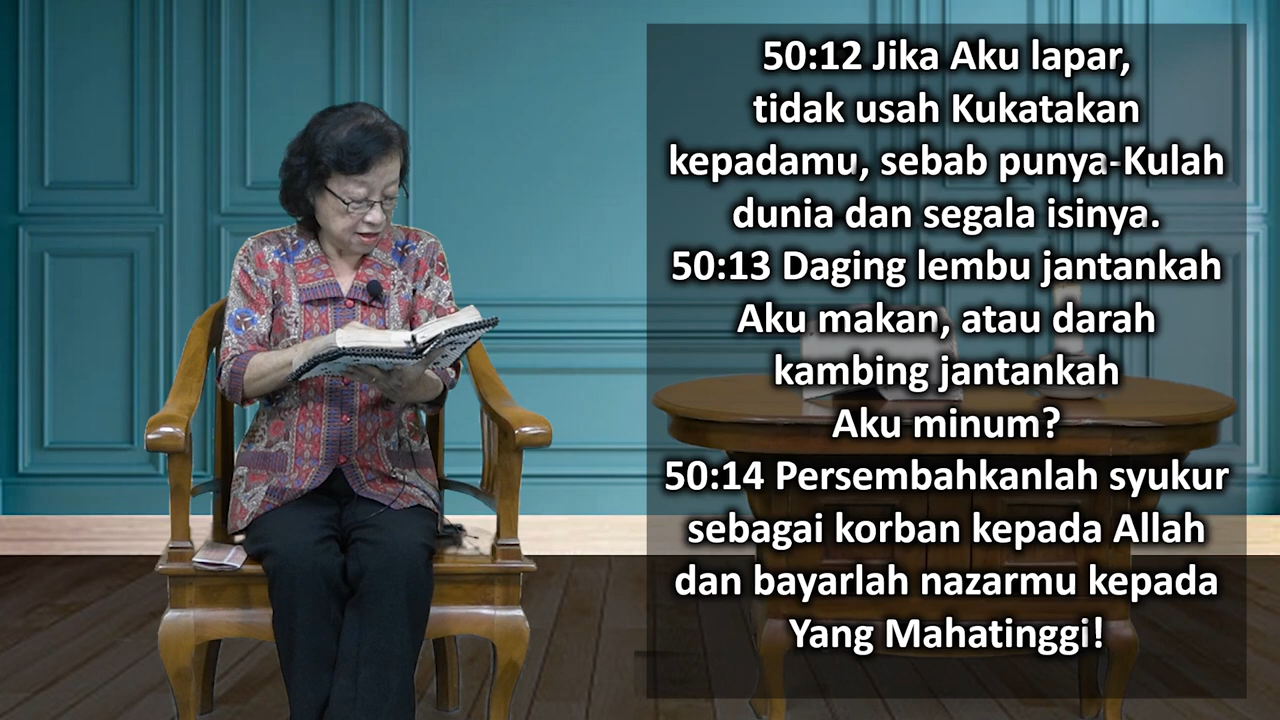 50:12 Jika Aku lapar,
tidak usah Kukatakan
kepadamu, sebab punya-Kulah
dunia dan segala isinya.
50:13 Daging lembu jantankah
Aku makan, atau darah
kambing jantankah
Aku minum?
50:14 Persembahkanlah syukur
sebagai korban kepada Allah
dan bayarlah nazarmu kepada
Yang Mahatinggi!